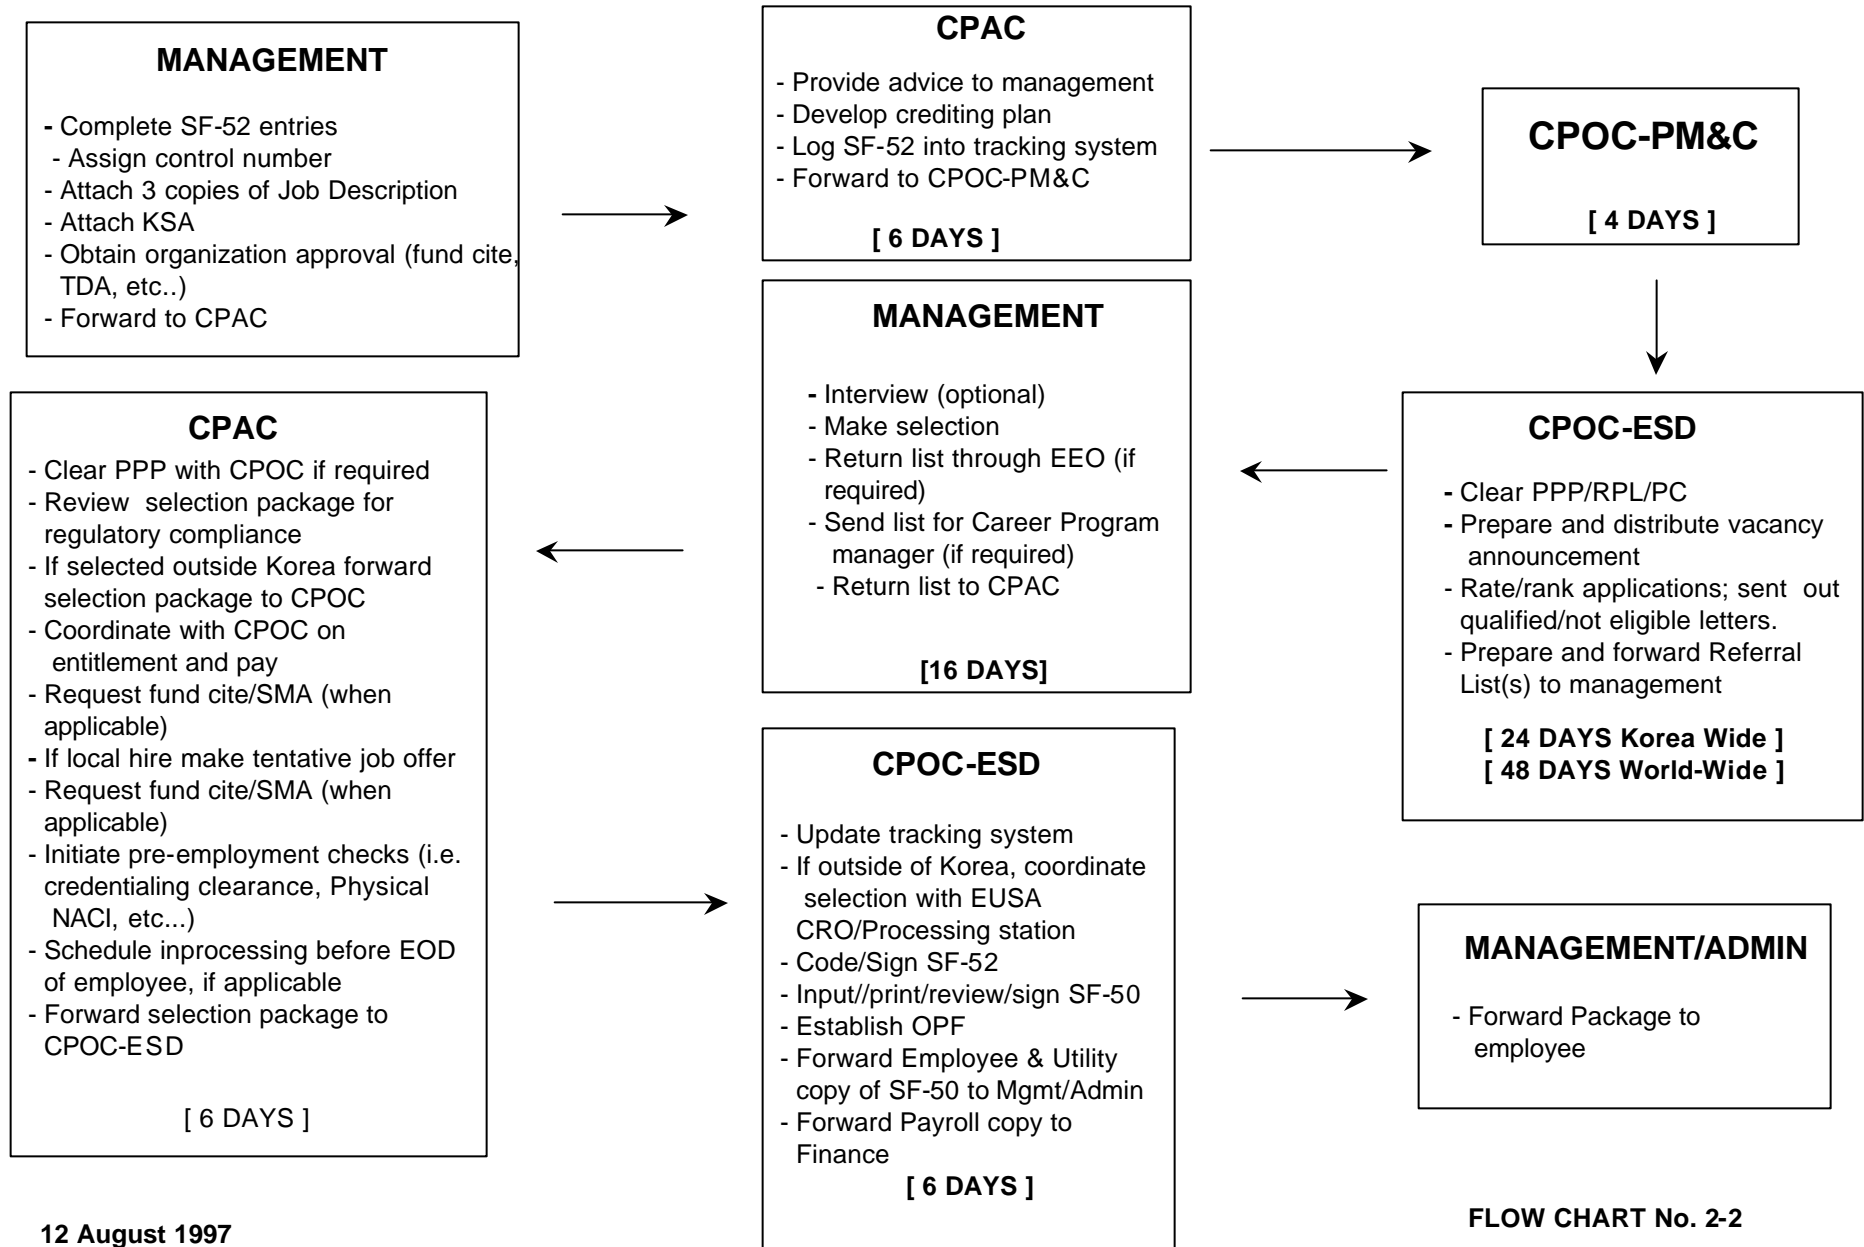 MANAGEMENT
- Complete SF-52 entries
- Assign control number
- Attach 3 copies of Job Description
- Attach KSA
- Obtain organization approval (fund cite,
TDA, etc..)
- Forward to CPAC
CPAC
- Provide advice to management
- Develop crediting plan
- Log SF-52 into tracking system
- Forward to CPOC-PM&C
[ 6 DAYS ]
CPOC-PM&C
[ 4 DAYS ]
CPOC-ESD
- Clear PPP/RPL/PC
- Prepare and distribute vacancy
announcement
- Rate/rank applications; sent out
qualified/not eligible letters.
- Prepare and forward Referral
List(s) to management
[ 24 DAYS Korea Wide ]
[ 48 DAYS World-Wide ]
MANAGEMENT
- Interview (optional)
- Make selection
- Return list through EEO (if
required)
- Send list for Career Program
manager (if required)
- Return list to CPAC
[16 DAYS]
CPAC
- Clear PPP with CPOC if required
- Review selection package for
regulatory compliance
- If selected outside Korea forward
selection package to CPOC
- Coordinate with CPOC on
entitlement and pay
- Request fund cite/SMA (when
applicable)
- If local hire make tentative job offer
- Request fund cite/SMA (when
applicable)
- Initiate pre-employment checks (i.e.
credentialing clearance, Physical
NACI, etc...)
- Schedule inprocessing before EOD
of employee, if applicable
- Forward selection package to
CPOC-ESD
[ 6 DAYS ]
CPOC-ESD
- Update tracking system
- If outside of Korea, coordinate
selection with EUSA
CRO/Processing station
- Code/Sign SF-52
- Input//print/review/sign SF-50
- Establish OPF
- Forward Employee & Utility
copy of SF-50 to Mgmt/Admin
- Forward Payroll copy to
Finance
[ 6 DAYS ]
MANAGEMENT/ADMIN
- Forward Package to
employee
12 August 1997
FLOW CHART No. 2-2